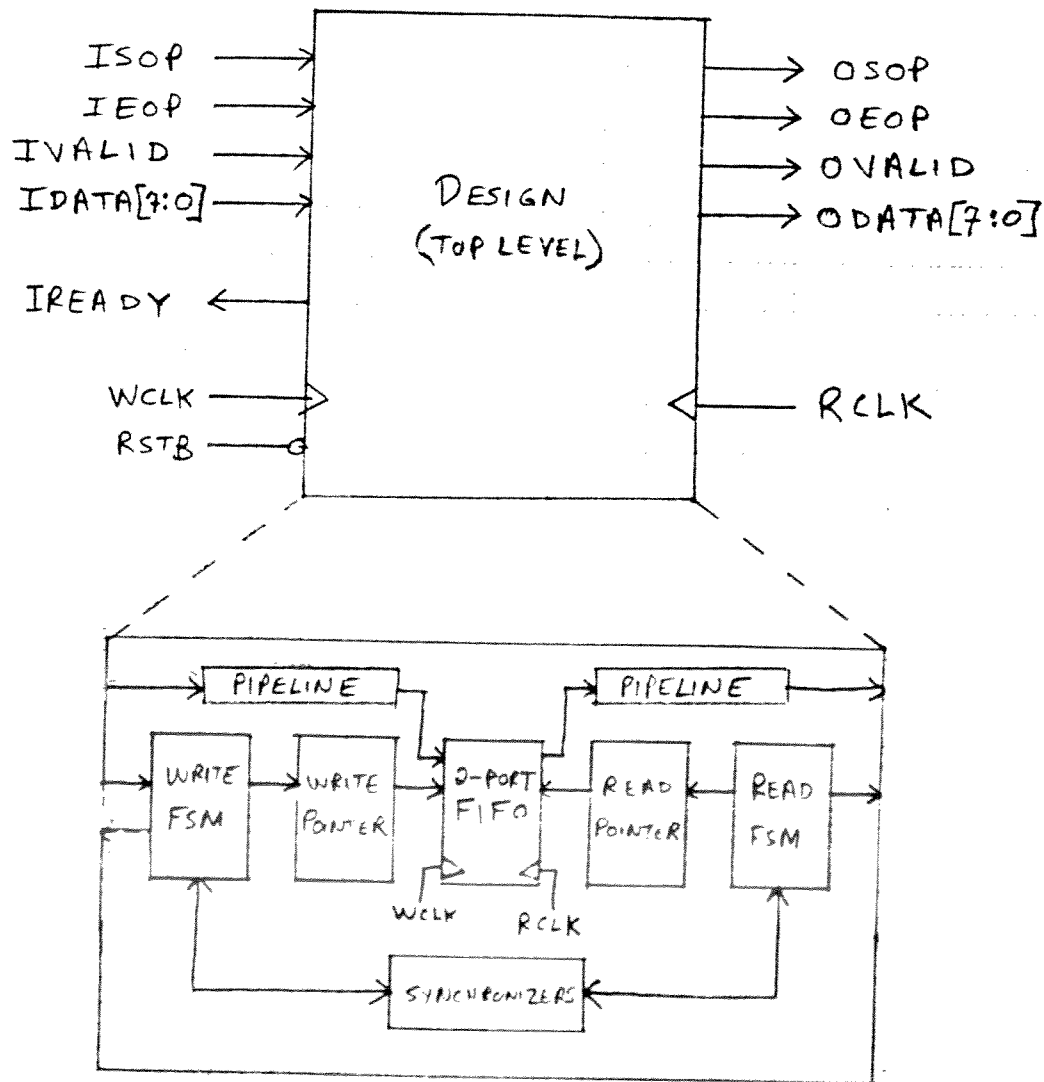 ISOP
IEOP
IVALID
IDATA[7:0]
IREADY
WCLK
RSTB
DESIGN
(TOP LEVEL)
OSOP
OEOP
OVALID
ODATA[7:0]
RCLK
PIPELINE
PIPELINE
WRITE
FSM
WRITE
POINTER
2-PORT
FIFO
READ
POINTER
READ
FSM
WCLK
RCLK
SYNCHRONIZERS